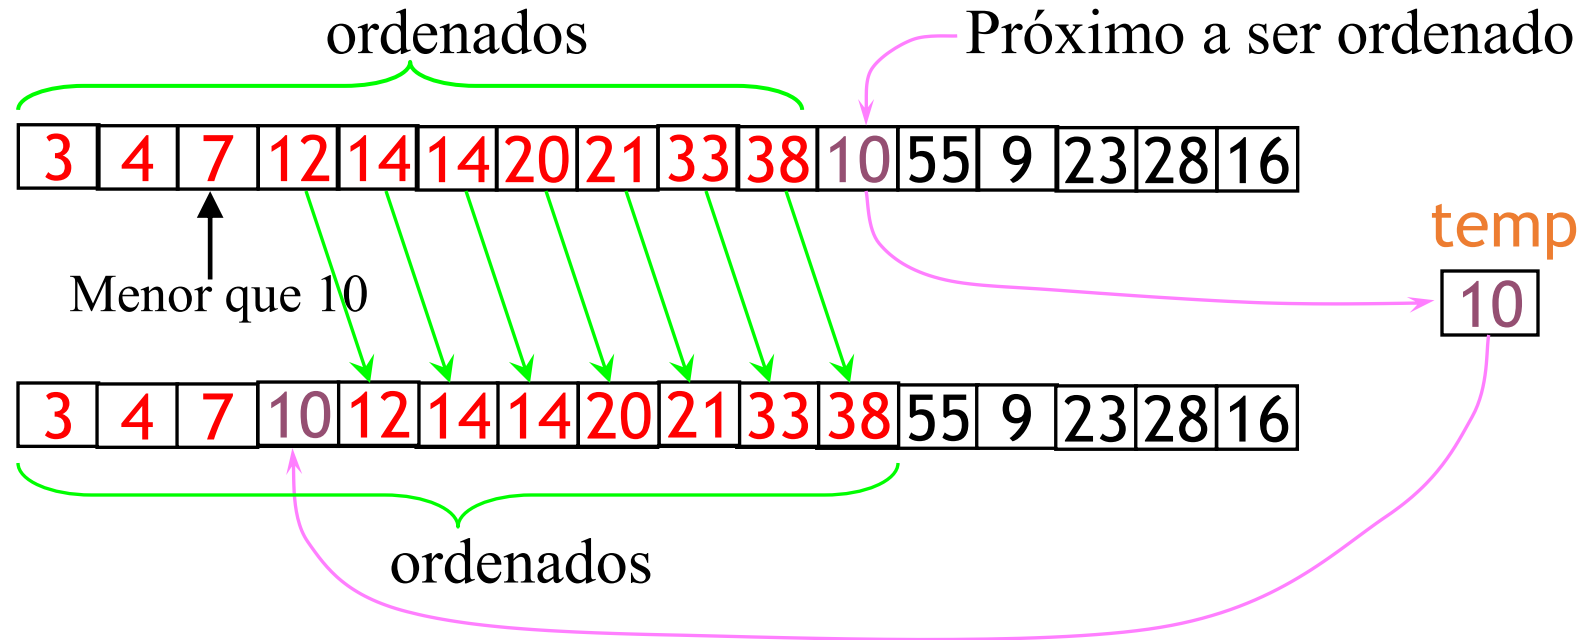 ordenados
Próximo a ser ordenado
3 4 7 12 14 14 20 21 33 38 10 55 9 23 28 16
temp
Menor que 10
10
3 4 7 10 12 14 14 20 21 33 38 55 9 23 28 16
ordenados